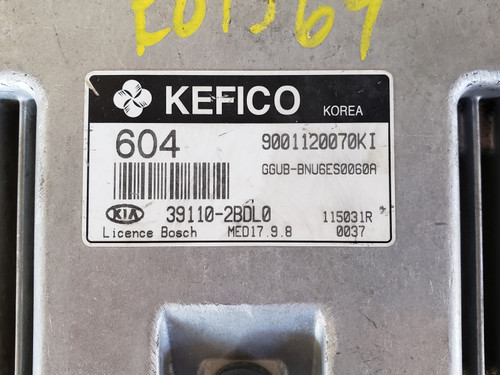 KEFICO KOREA
604 9001120070KI
GGUB-BNU6ES0060A
KIA 39110-2BDL0 115031R
Licence Bosch MED17.9.8 0037